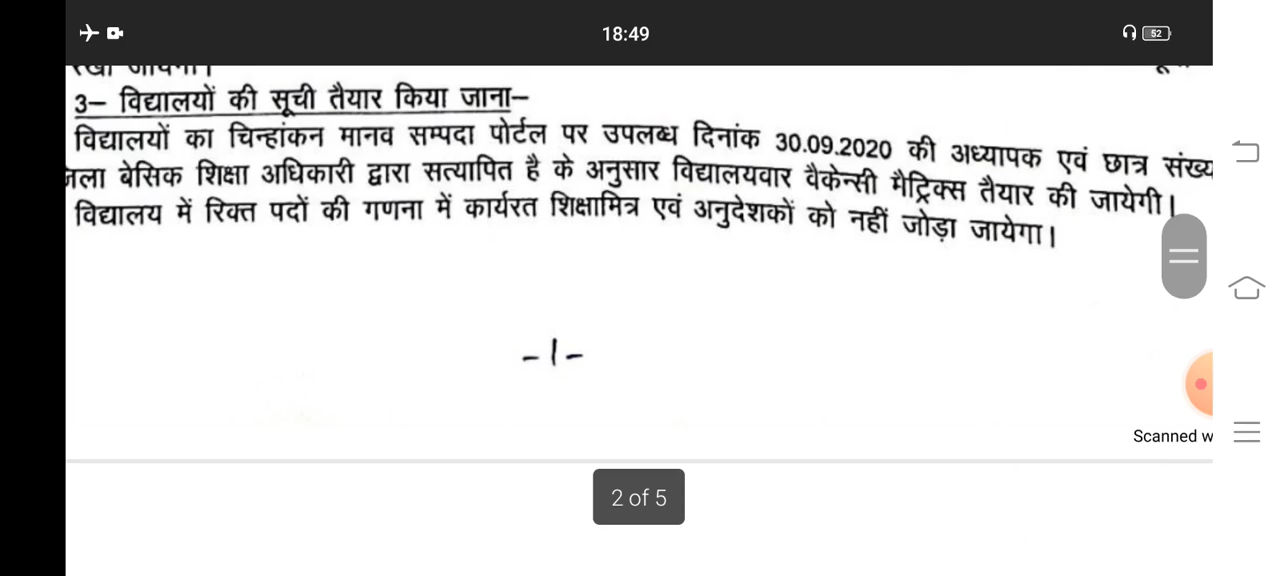 18:49
52
3– विद्यालयों की सूची तैयार किया जाना–
विद्यालयों का चिन्हांकन मानव सम्पदा पोर्टल पर उपलब्ध दिनांक 30.09.2020 की अध्यापक एवं छात्र संख्य
जिला बेसिक शिक्षा अधिकारी द्वारा सत्यापित है के अनुसार विद्यालयवार वैकेन्सी मैट्रिक्स तैयार की जायेगी।
विद्यालय में रिक्त पदों की गणना में कार्यरत शिक्षामित्र एवं अनुदेशकों को नहीं जोड़ा जायेगा।
-1-
Scanned w
2 of 5